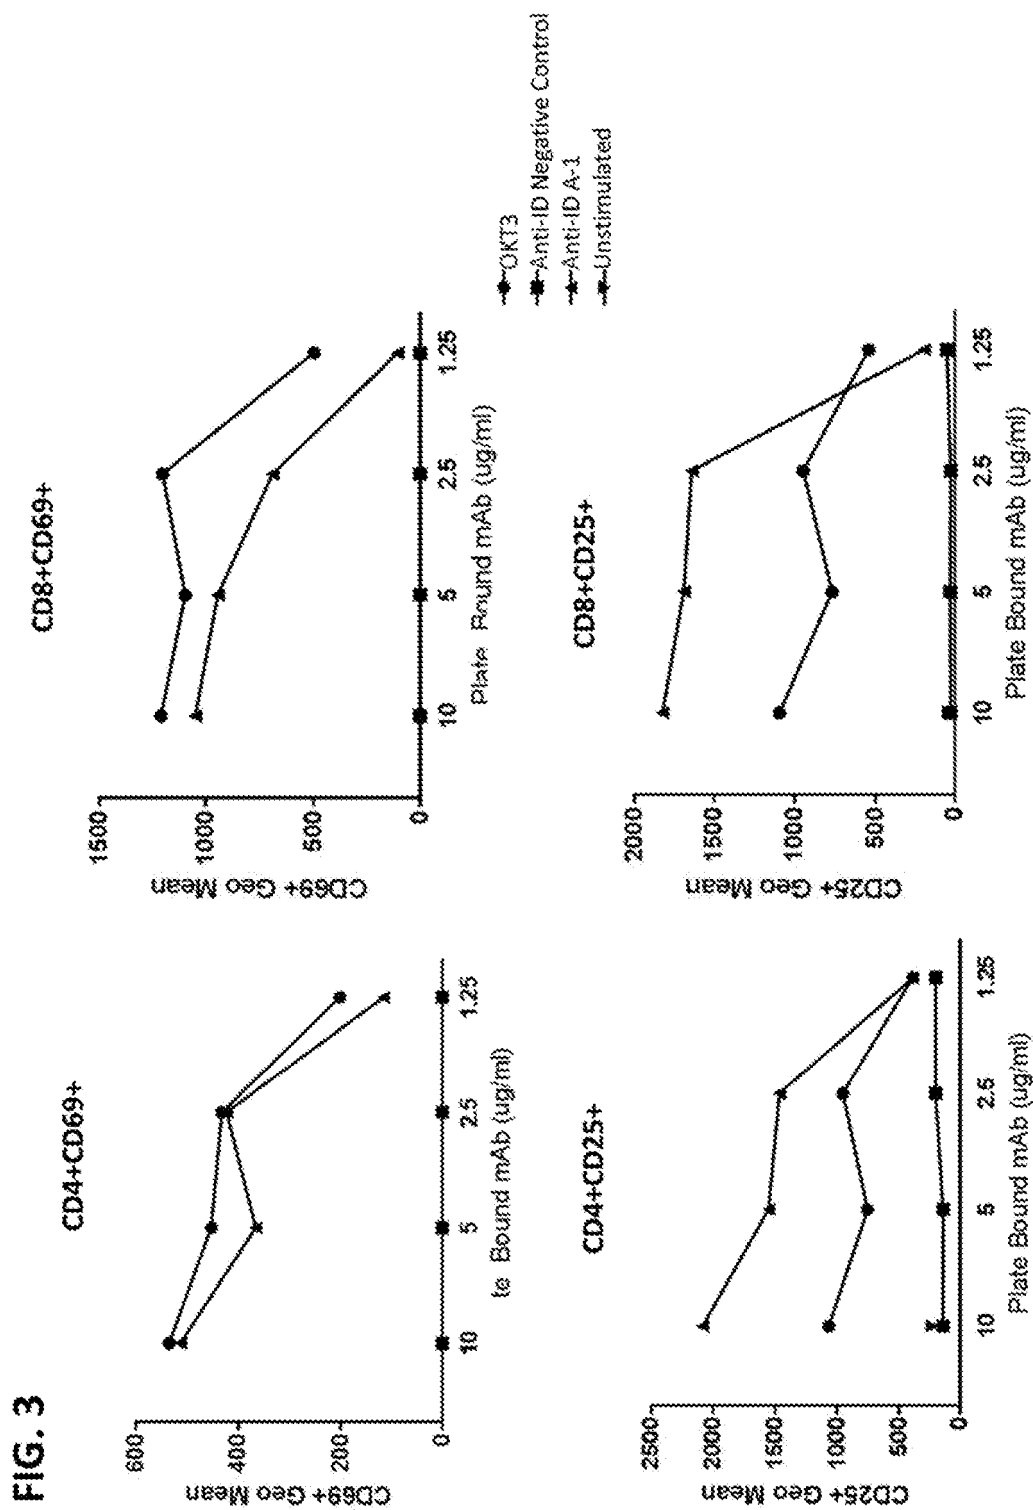 FIG. 3
CD4+CD69+
CD69+ Geo Mean
600
400
200
0
10
5
2.5
1.25
te Bound mAb (ug/ml)
CD8+CD69+
CD69+ Geo Mean
1500
1000
500
0
10
5
2.5
1.25
Plate Bound mAb (ug/ml)
CD4+CD25+
CD25+ Geo Mean
2500
2000
1500
1000
500
0
10
5
2.5
1.25
Plate Bound mAb (ug/ml)
CD8+CD25+
CD25+ Geo Mean
2000
1500
1000
500
0
10
5
2.5
1.25
Plate Bound mAb (ug/ml)
OKT3
Anti-ID Negative Control
Anti-ID A-1
Unstimulated